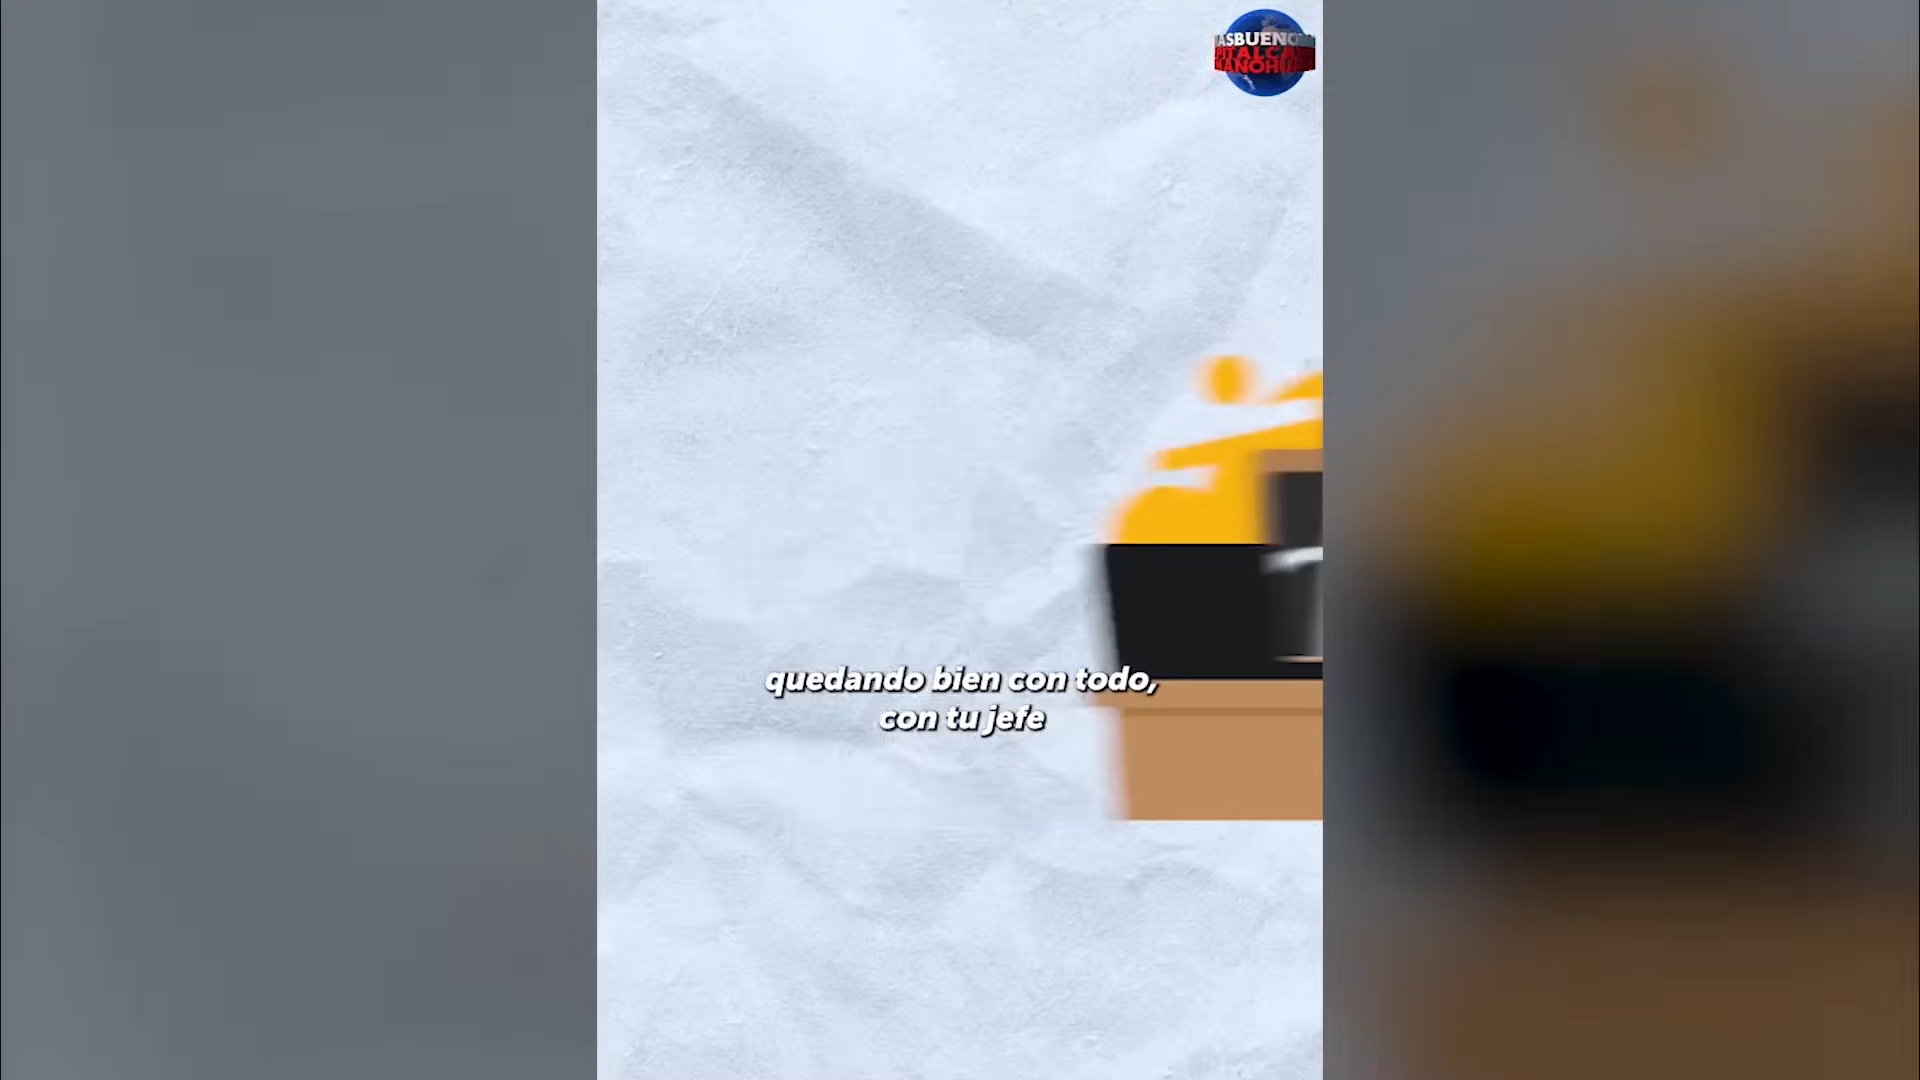 quedando bien con todo,
con tu jefe